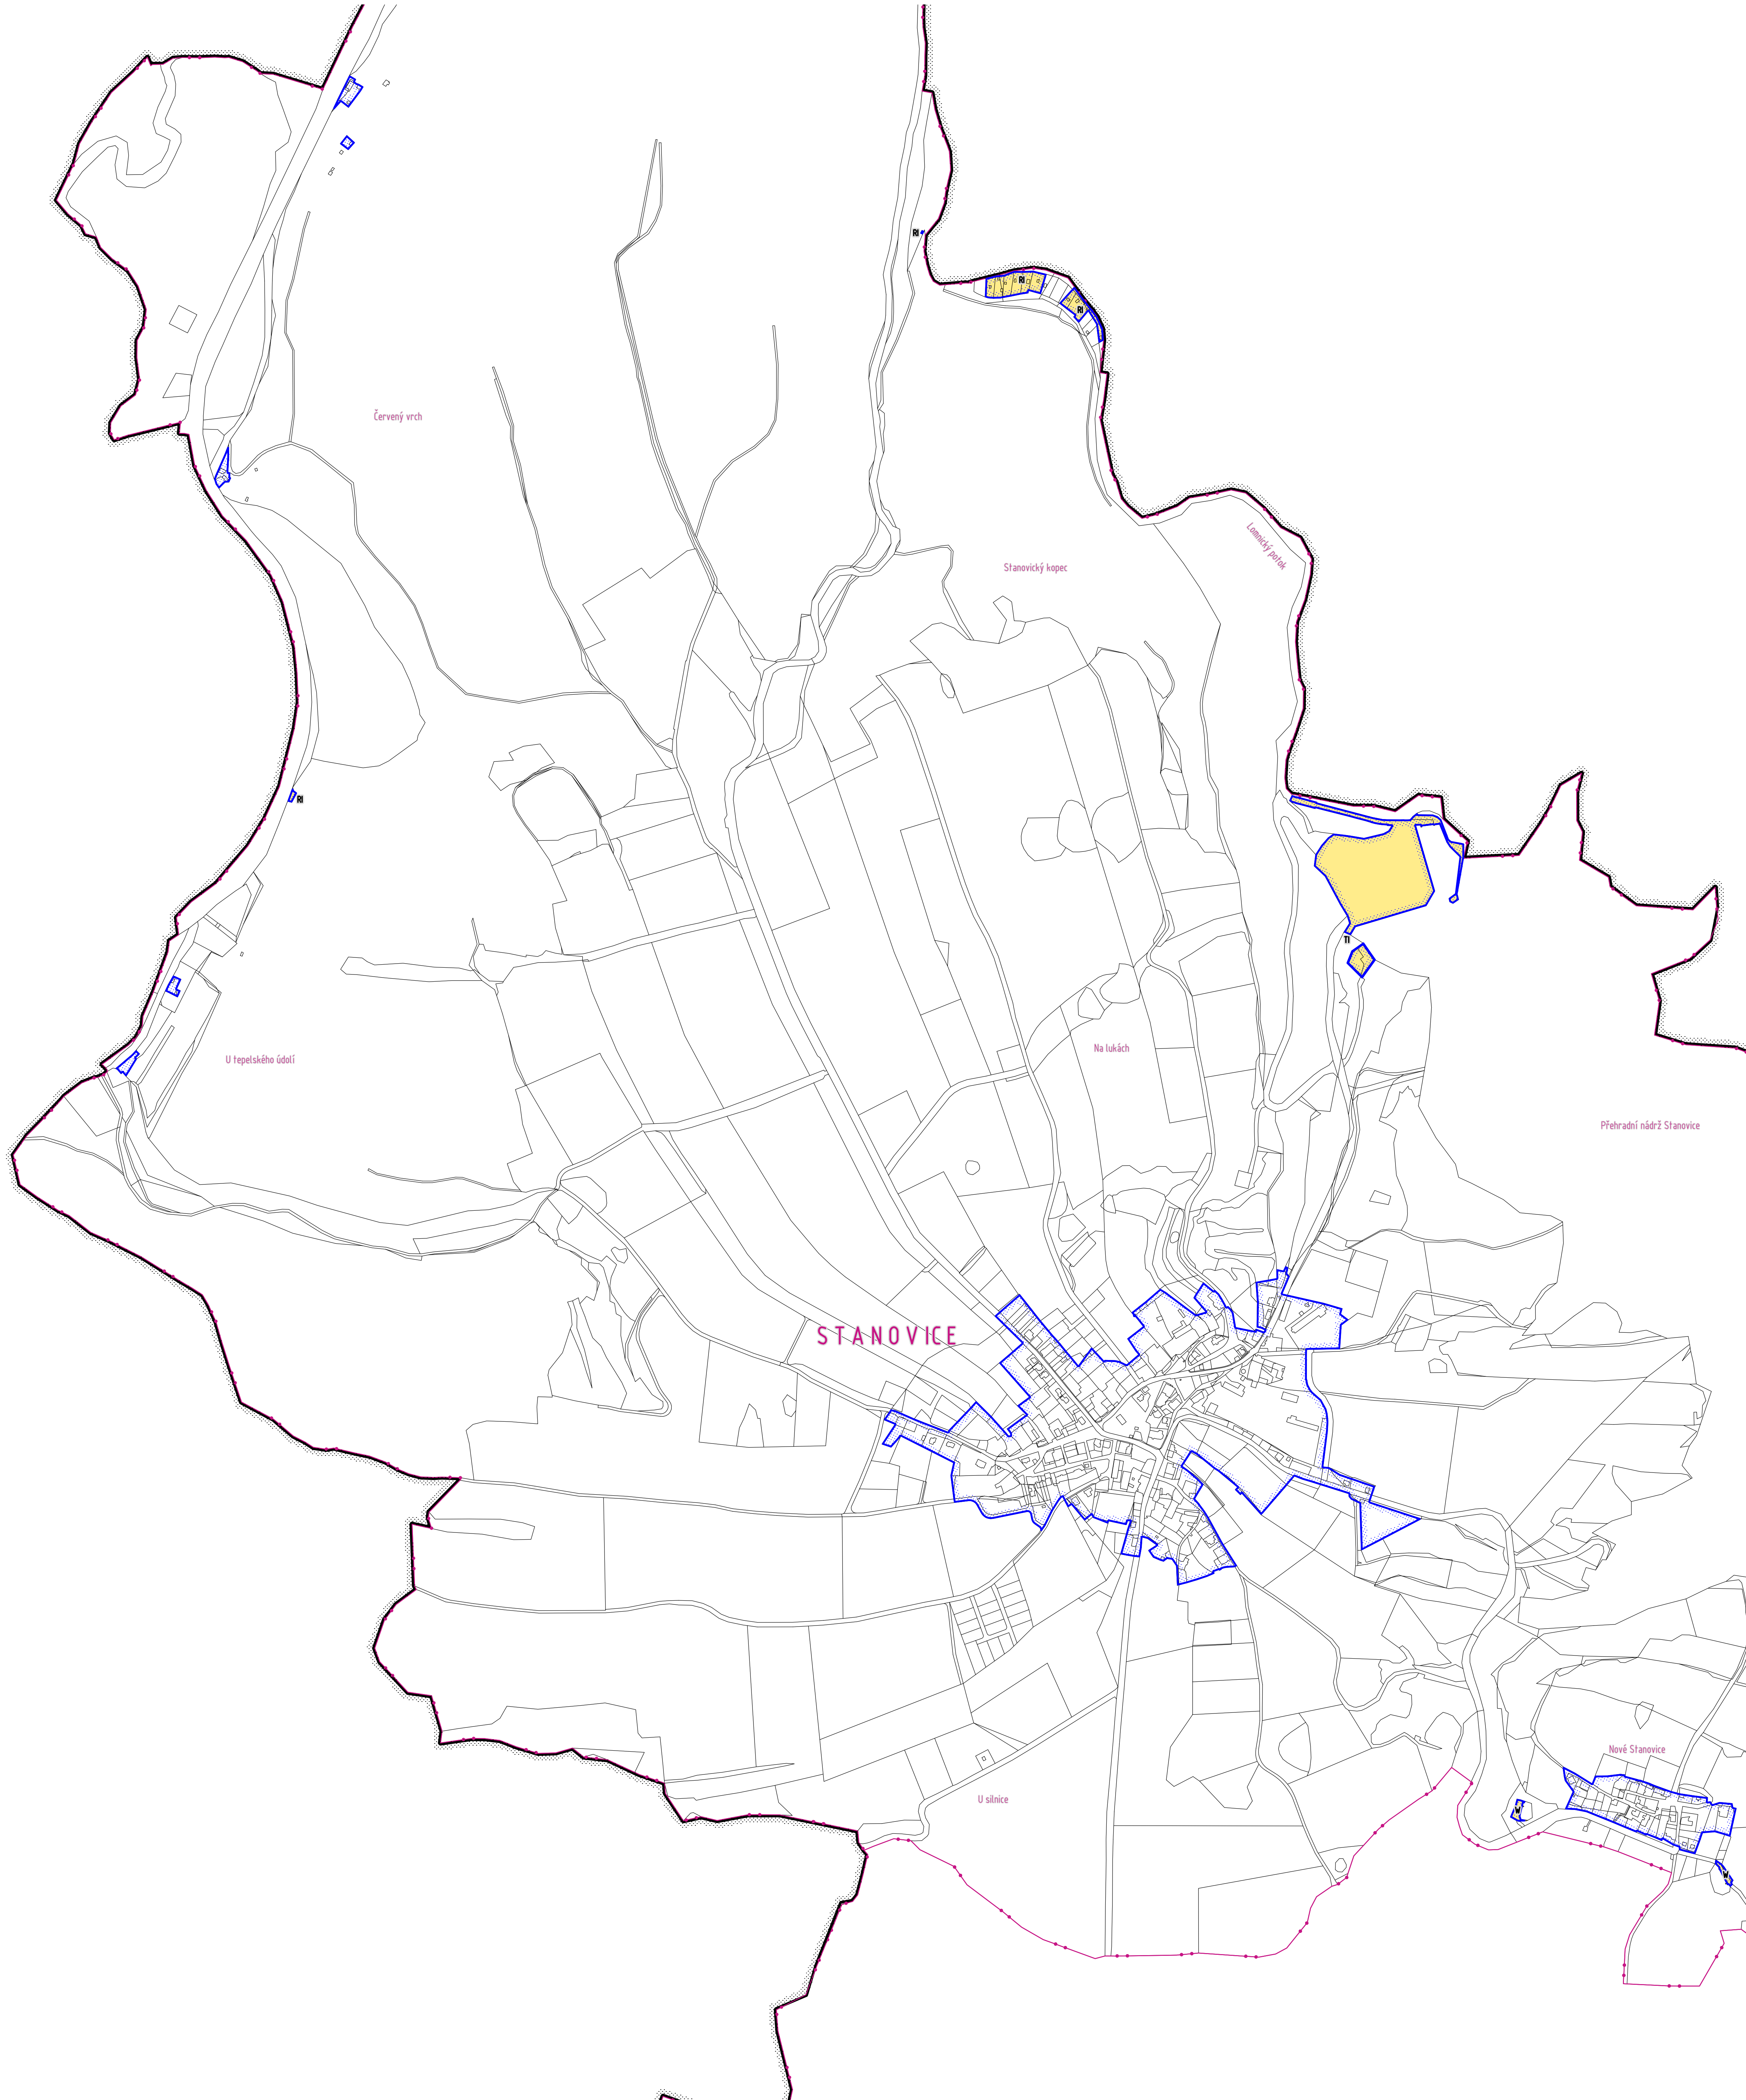 RI
RI
RI
Červený vrch
Lomnický potok
Stanovický kopec
RI
TI
Na lukách
U tepelského údolí
Přehradní nádrž Stanovice
STANOVICE
Nové Stanovice
U silnice
W
W